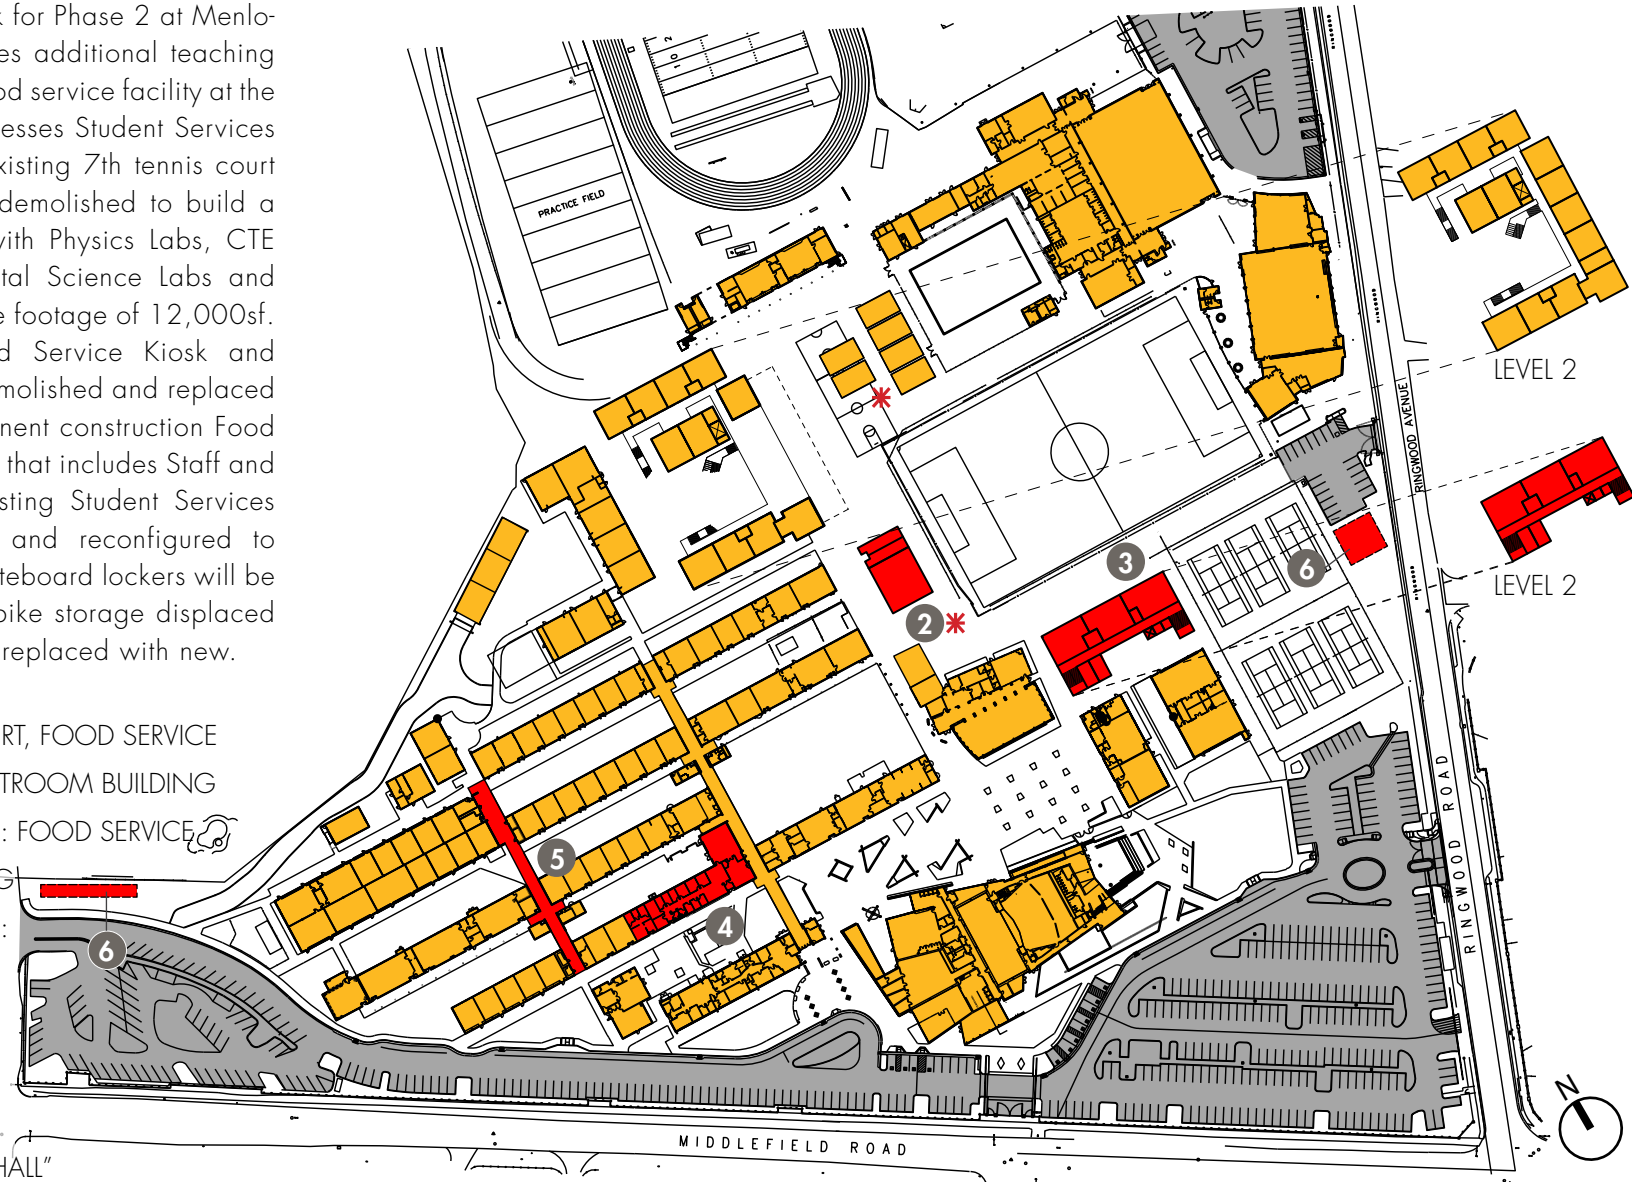 k for Phase 2 at Menlo-
es additional teaching
od service facility at the
esses Student Services
xisting 7th tennis court
demolished to build a
with Physics Labs, CTE
tal Science Labs and
e footage of 12,000sf.
d Service Kiosk and
molished and replaced
nent construction Food
that includes Staff and
sting Student Services
and reconfigured to
teboard lockers will be
bike storage displaced
replaced with new.
RT, FOOD SERVICE
TROOM BUILDING
: FOOD SERVICE
G
:
HALL”
PRACTICE FIELD
10 20
LEVEL 2
RINGWOOD AVENUE
LEVEL 2
3
6
2
5
4
6
RINGWOOD ROAD
MIDDLEFIELD ROAD
N